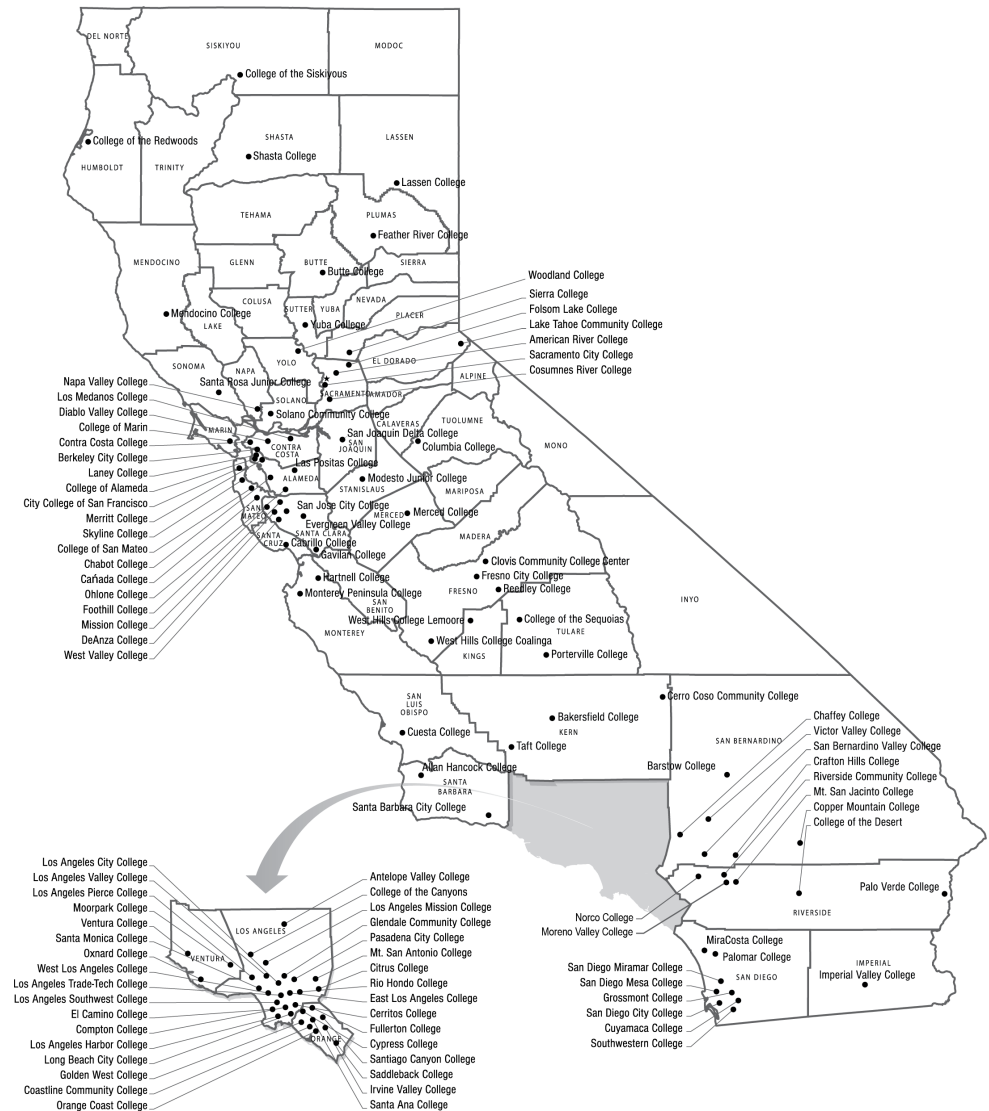 DEL NORTE
SISKIYOU
MODOC
College of the Siskiyous
College of the Redwoods
SHASTA
LASSEN
Shasta College
HUMBOLDT
TRINITY
Lassen College
TEHAMA
PLUMAS
Feather River College
MENDOCINO
GLENN
BUTTE
SIERRA
Butte College
COLUSA
NEVADA
SUTTER
YUBA
PLACER
Mendocino College
LAKE
Yuba College
Woodland College
Sierra College
Folsom Lake College
Lake Tahoe Community College
American River College
Sacramento City College
Cosumnes River College
YOLO
EL DORADO
SONOMA
NAPA
ALPINE
Santa Rosa Junior College
SACRAMENTO
AMADOR
SOLANO
Solano Community College
MARIN
CALAVERAS
TUOLUMNE
MONO
San Joaquin Delta College
SAN
JOAQUIN
Columbia College
CONTRA
COSTA
Las Positas College
ALAMEDA
Modesto Junior College
STANISLAUS
MARIPOSA
SAN
MATEO
San Jose City College
MERCED
Merced College
Evergreen Valley College
SANTA CLARA
SANTA
CRUZ
Cabrillo College
Gavilan College
MADERA
Napa Valley College
Los Medanos College
Diablo Valley College
College of Marin
Contra Costa College
Berkeley City College
Laney College
College of Alameda
City College of San Francisco
Merritt College
Skyline College
College of San Mateo
Chabot College
Cańada College
Ohlone College
Foothill College
Mission College
DeAnza College
West Valley College
Clovis Community College Center
Hartnell College
Fresno City College
Monterey Peninsula College
FRESNO
Reedley College
SAN
BENITO
INYO
West Hills College Lemoore
College of the Sequoias
MONTEREY
TULARE
West Hills College Coalinga
KINGS
Porterville College
SAN
LUIS
OBISPO
Cerro Coso Community College
Bakersfield College
KERN
Cuesta College
Taft College
SAN BERNARDINO
Allan Hancock College
Barstow College
SANTA
BARBARA
Santa Barbara City College
Chaffey College
Victor Valley College
San Bernardino Valley College
Crafton Hills College
Riverside Community College
Mt. San Jacinto College
Copper Mountain College
College of the Desert
Palo Verde College
Norco College
Moreno Valley College
RIVERSIDE
MiraCosta College
Palomar College
SAN DIEGO
IMPERIAL
Imperial Valley College
San Diego Miramar College
San Diego Mesa College
Grossmont College
San Diego City College
Cuyamaca College
Southwestern College
Los Angeles City College
Los Angeles Valley College
Los Angeles Pierce College
Moorpark College
Ventura College
Santa Monica College
Oxnard College
West Los Angeles College
Los Angeles Trade-Tech College
Los Angeles Southwest College
El Camino College
Compton College
Los Angeles Harbor College
Long Beach City College
Golden West College
Coastline Community College
Orange Coast College
LOS ANGELES
VENTURA
ORANGE
Antelope Valley College
College of the Canyons
Los Angeles Mission College
Glendale Community College
Pasadena City College
Mt. San Antonio College
Citrus College
Rio Hondo College
East Los Angeles College
Cerritos College
Fullerton College
Cypress College
Santiago Canyon College
Saddleback College
Irvine Valley College
Santa Ana College